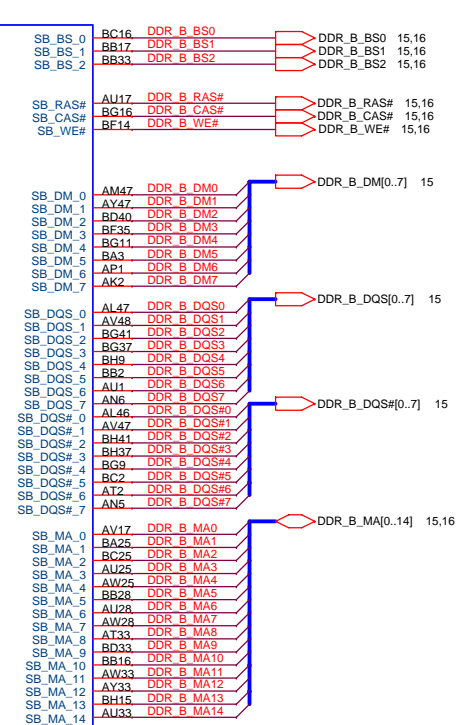 SB_BS_0 BC16 DDR_B_BS0 DDR_B_BS0 15,16
SB_BS_1 BB17 DDR_B_BS1 DDR_B_BS1 15,16
SB_BS_2 BB33 DDR_B_BS2 DDR_B_BS2 15,16
SB_RAS# AU17 DDR_B_RAS# DDR_B_RAS# 15,16
SB_CAS# BG16 DDR_B_CAS# DDR_B_CAS# 15,16
SB_WE# BF14 DDR_B_WE# DDR_B_WE# 15,16
DDR_B_DM[0..7] 15
SB_DM_0 AM47 DDR_B_DM0
SB_DM_1 AY47 DDR_B_DM1
SB_DM_2 BD40 DDR_B_DM2
SB_DM_3 BF35 DDR_B_DM3
SB_DM_4 BG11 DDR_B_DM4
SB_DM_5 BA3 DDR_B_DM5
SB_DM_6 AP1 DDR_B_DM6
SB_DM_7 AK2 DDR_B_DM7
DDR_B_DQS[0..7] 15
SB_DQS_0 AL47 DDR_B_DQS0
SB_DQS_1 AV48 DDR_B_DQS1
SB_DQS_2 BG41 DDR_B_DQS2
SB_DQS_3 BG37 DDR_B_DQS3
SB_DQS_4 BH9 DDR_B_DQS4
SB_DQS_5 BB2 DDR_B_DQS5
SB_DQS_6 AU1 DDR_B_DQS6
SB_DQS_7 AN6 DDR_B_DQS7
DDR_B_DQS#[0..7] 15
SB_DQS#_0 AL46 DDR_B_DQS#0
SB_DQS#_1 AV47 DDR_B_DQS#1
SB_DQS#_2 BH41 DDR_B_DQS#2
SB_DQS#_3 BH37 DDR_B_DQS#3
SB_DQS#_4 BG9 DDR_B_DQS#4
SB_DQS#_5 BC2 DDR_B_DQS#5
SB_DQS#_6 AT2 DDR_B_DQS#6
SB_DQS#_7 AN5 DDR_B_DQS#7
DDR_B_MA[0..14] 15,16
SB_MA_0 AV17 DDR_B_MA0
SB_MA_1 BA25 DDR_B_MA1
SB_MA_2 BC25 DDR_B_MA2
SB_MA_3 AU25 DDR_B_MA3
SB_MA_4 AW25 DDR_B_MA4
SB_MA_5 BB28 DDR_B_MA5
SB_MA_6 AU28 DDR_B_MA6
SB_MA_7 AW28 DDR_B_MA7
SB_MA_8 AT33 DDR_B_MA8
SB_MA_9 BD33 DDR_B_MA9
SB_MA_10 BB16 DDR_B_MA10
SB_MA_11 AW33 DDR_B_MA11
SB_MA_12 AY33 DDR_B_MA12
SB_MA_13 BH15 DDR_B_MA13
SB_MA_14 AU33 DDR_B_MA14